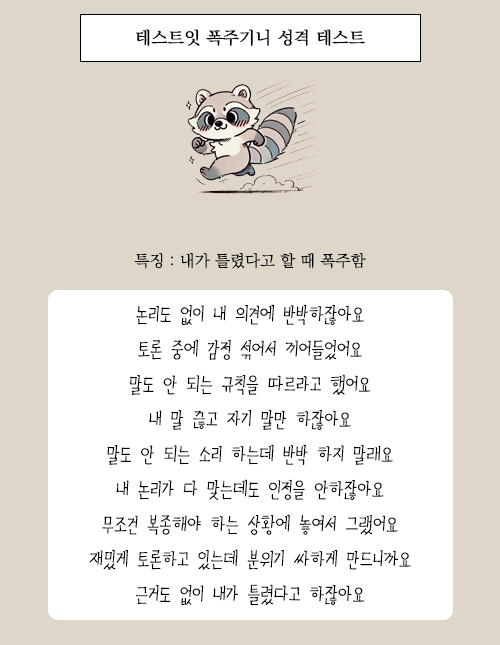 테스트잇 폭주기니 성격 테스트
특징 : 내가 틀렸다고 할 때 폭주함
논리도 없이 내 의견에 반박하잖아요
토론 중에 감정 섞어서 끼어들었어요
말도 안 되는 규칙을 따르라고 했어요
내 말 끊고 자기 말만 하잖아요
말도 안 되는 소리 하는데 반박 하지 말래요
내 논리가 다 맞는데도 인정을 안하잖아요
무조건 복종해야 하는 상황에 놓여서 그랬어요
재밌게 토론하고 있는데 분위기 싸하게 만드니까요
근거도 없이 내가 틀렸다고 하잖아요